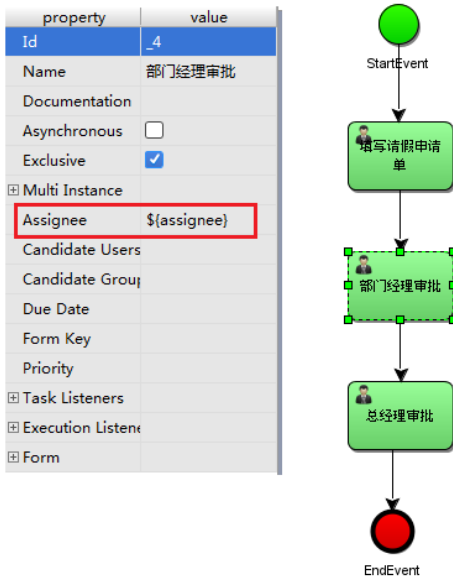 property value
Id _4
Name 部门经理审批
Documentation
Asynchronous
Exclusive
Multi Instance
Assignee ${assignee}
Candidate Users
Candidate Group
Due Date
Form Key
Priority
Task Listeners
Execution Listene
Form
StartEvent
填写请假申请
单
部门经理审批
总经理审批
EndEvent